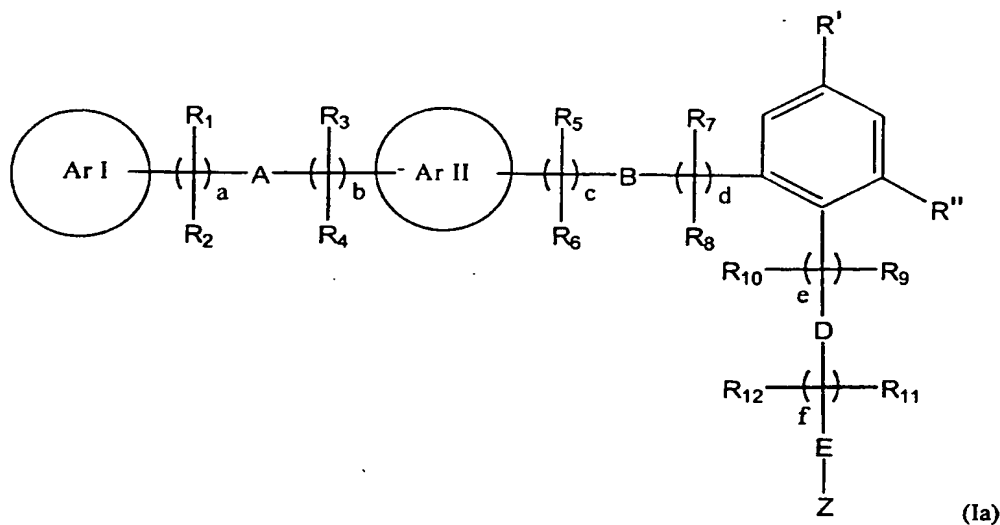 R'
R1 R3 R5 R7
Ar I ( ) a A ( ) b - Ar II ( ) c B ( ) d
R2 R4 R6 R8 R"
R10 ( ) e R9
D
R12 ( ) f R11
E
Z
(Ia)